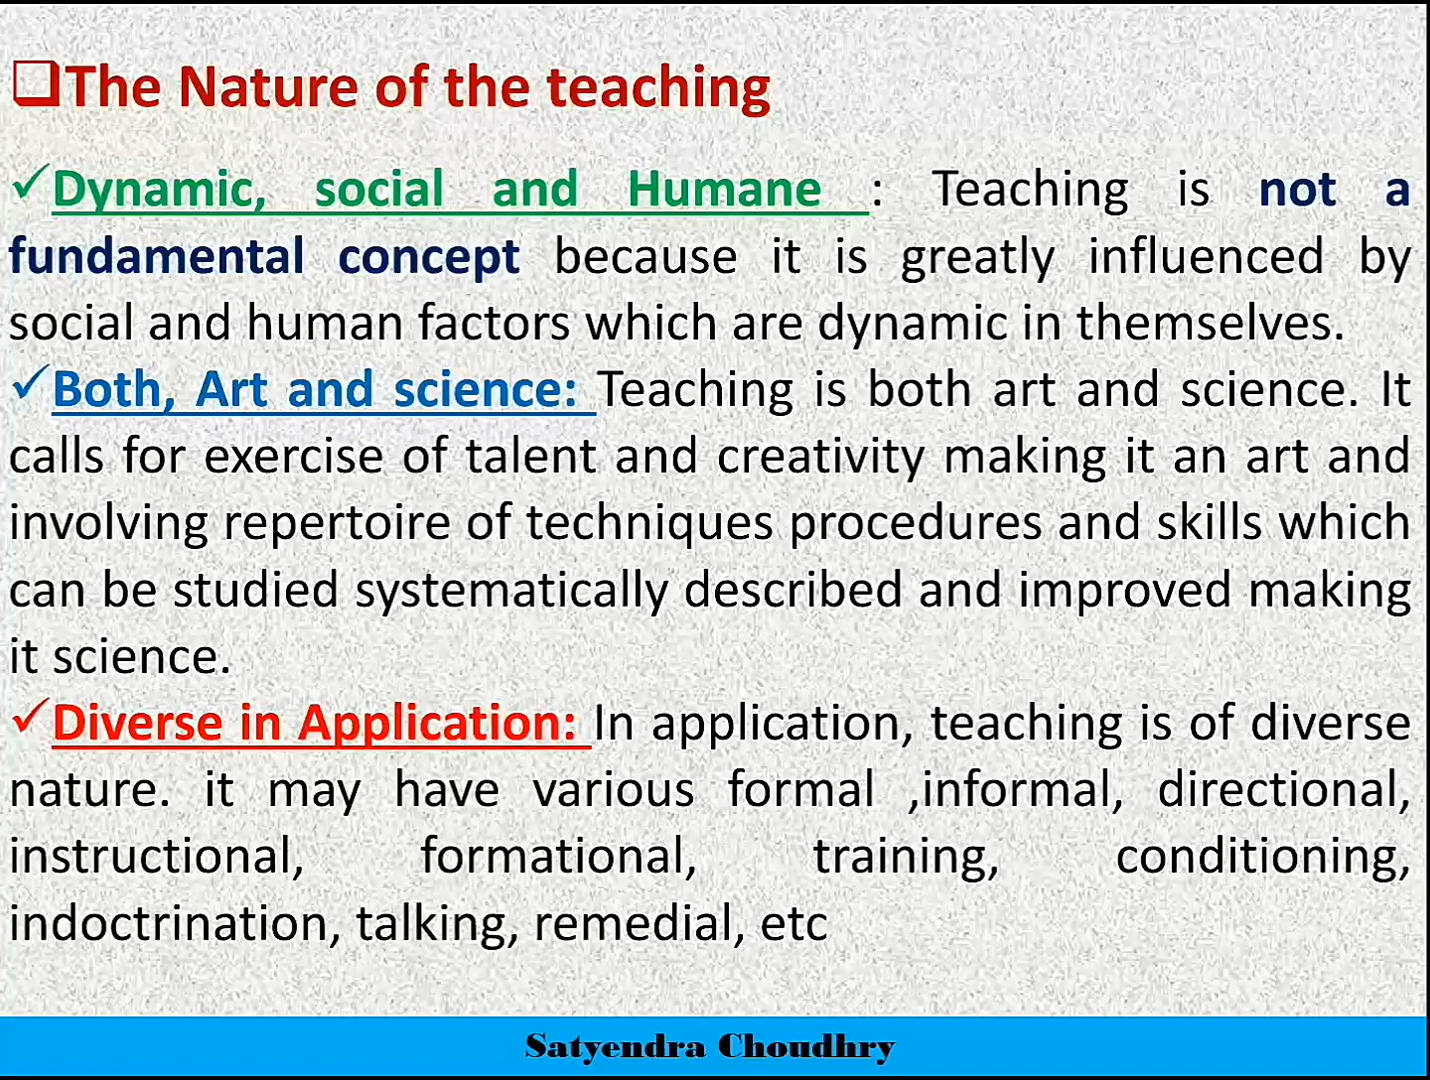 The Nature of the teaching
Dynamic, social and Humane : Teaching is not a
fundamental concept because it is greatly influenced by
social and human factors which are dynamic in themselves.
Both, Art and science: Teaching is both art and science. It
calls for exercise of talent and creativity making it an art and
involving repertoire of techniques procedures and skills which
can be studied systematically described and improved making
it science.
Diverse in Application: In application, teaching is of diverse
nature. it may have various formal ,informal, directional,
instructional, formational, training, conditioning,
indoctrination, talking, remedial, etc
Satyendra Choudhry